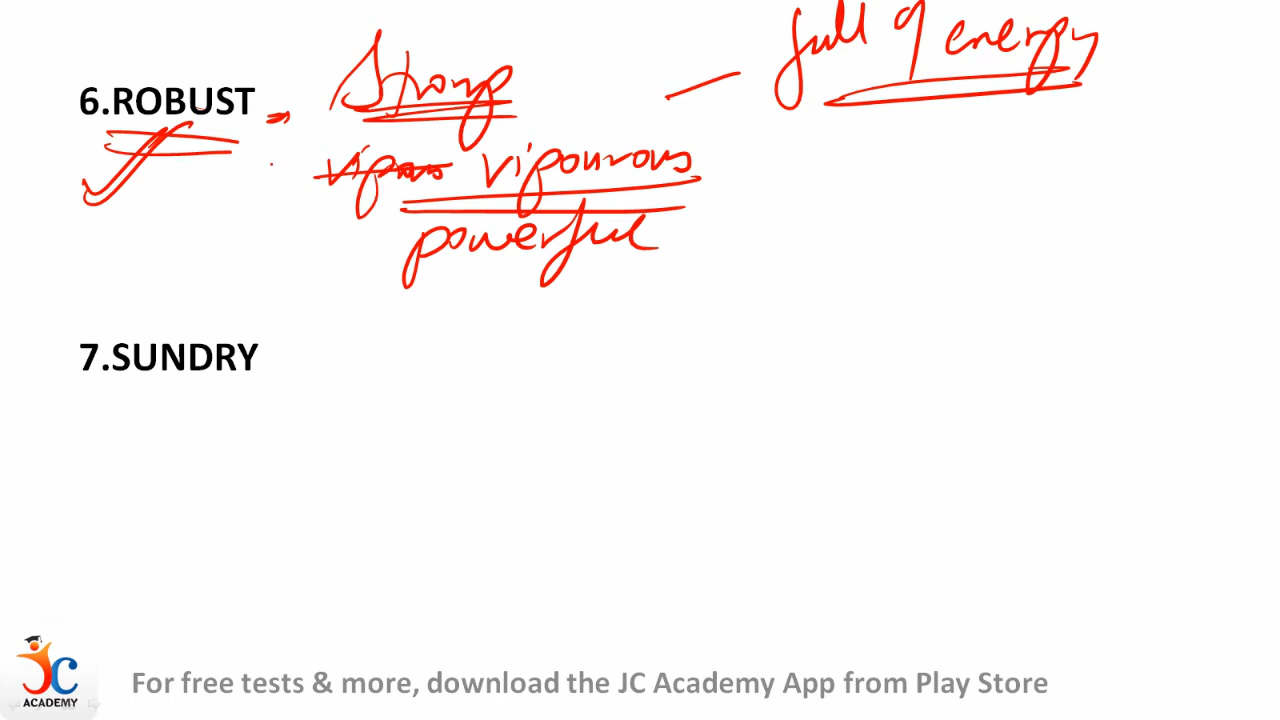 full of energy
6.ROBUST = Strong
vigourous
powerful
7.SUNDRY
JC
ACADEMY
For free tests & more, download the JC Academy App from Play Store